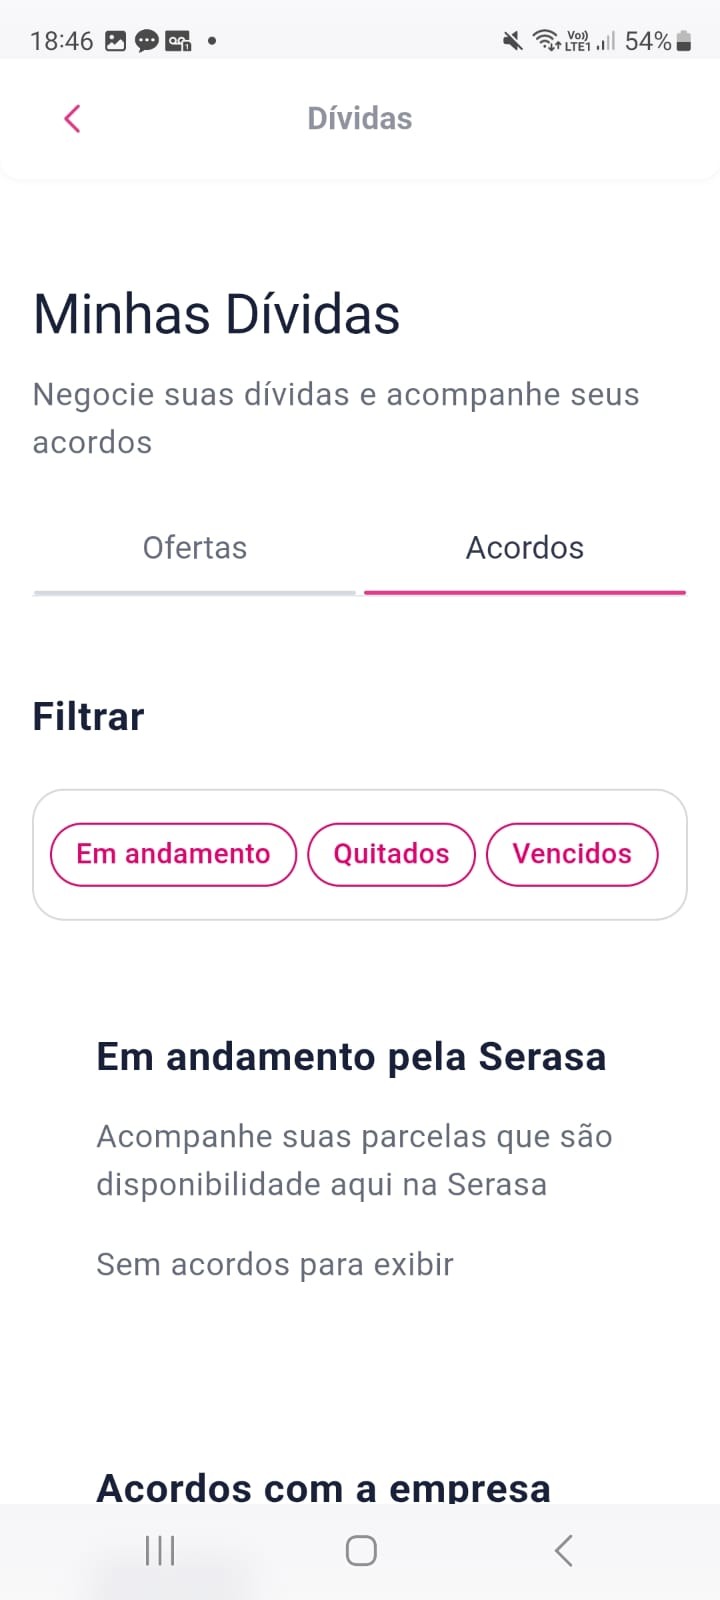 18:46
Vo))
LTE1
54%
Dívidas
Minhas Dívidas
Negocie suas dívidas e acompanhe seus
acordos
Ofertas
Acordos
Filtrar
Em andamento
Quitados
Vencidos
Em andamento pela Serasa
Acompanhe suas parcelas que são
disponibilidade aqui na Serasa
Sem acordos para exibir
Acordos com a empresa